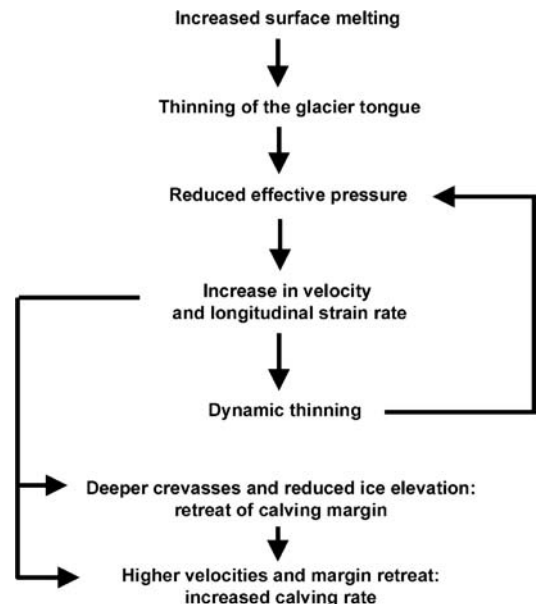 Increased surface melting
Thinning of the glacier tongue
Reduced effective pressure
Increase in velocity
and longitudinal strain rate
Dynamic thinning
Deeper crevasses and reduced ice elevation:
retreat of calving margin
Higher velocities and margin retreat:
increased calving rate